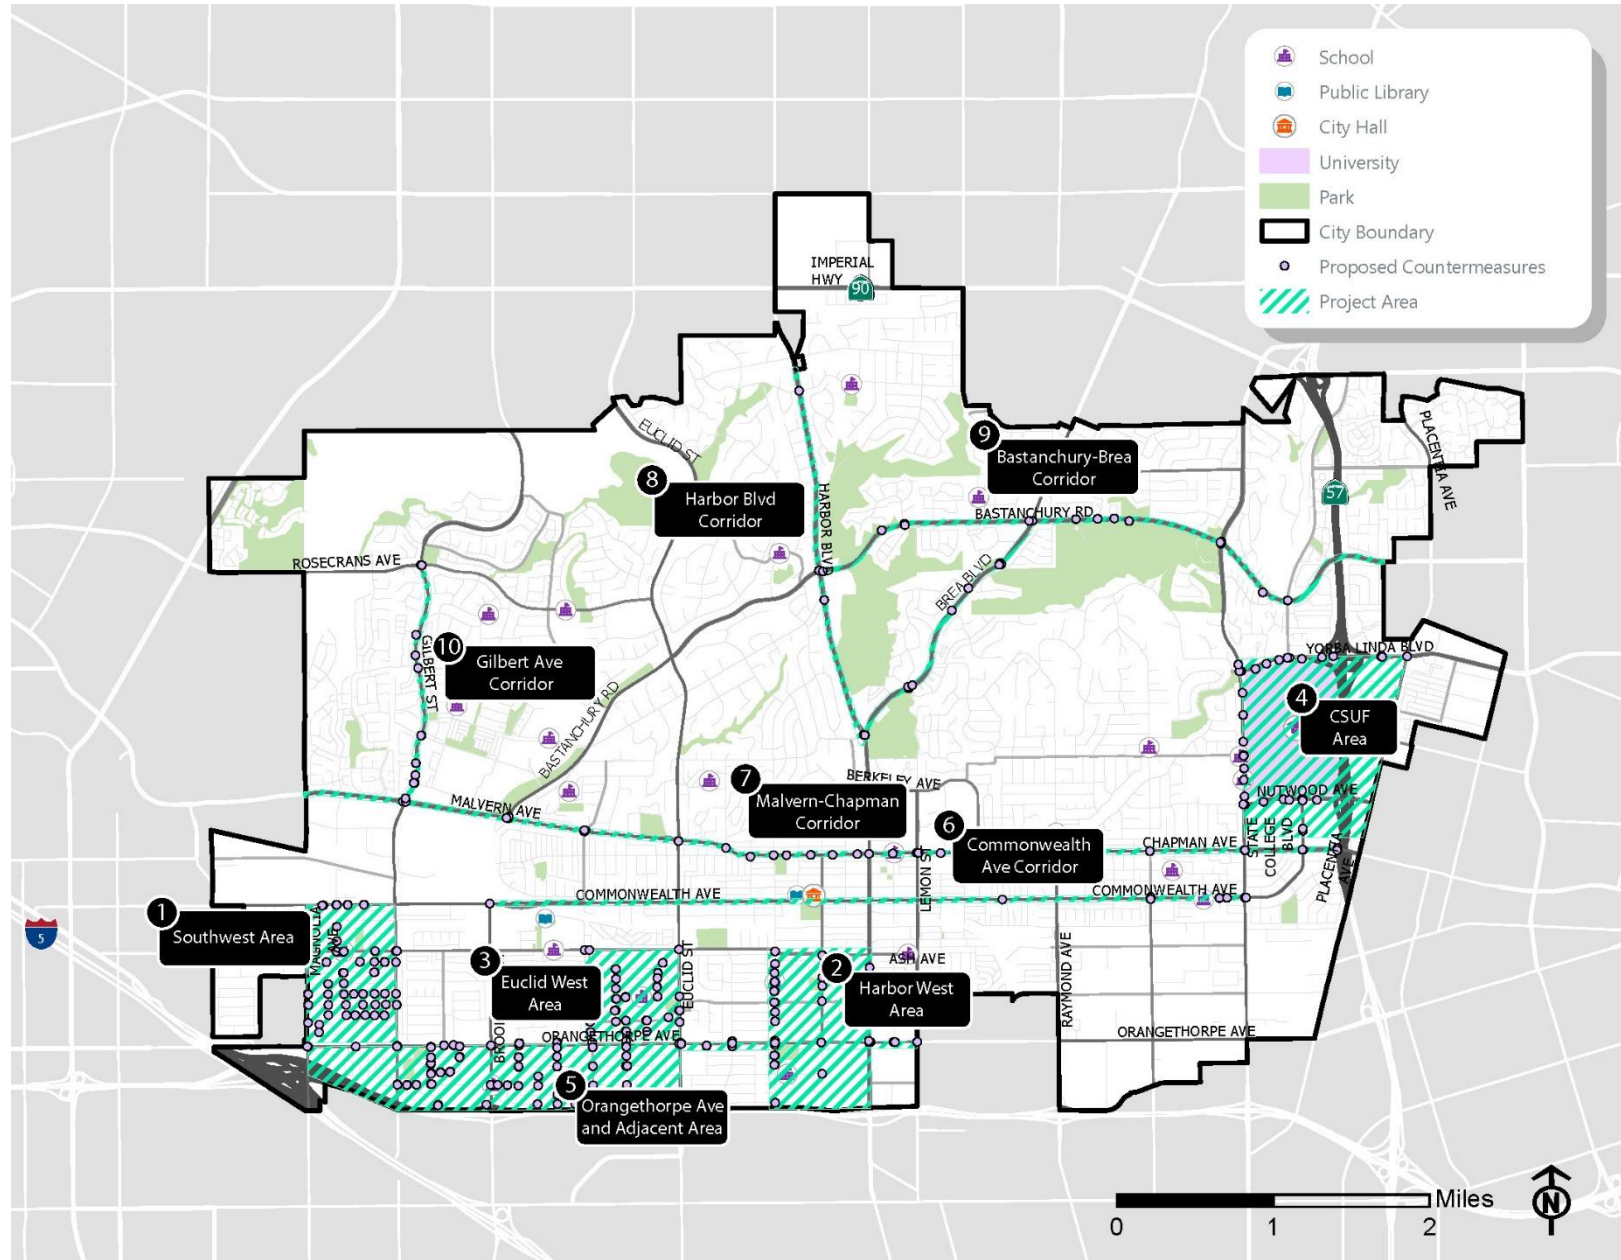 School
Public Library
City Hall
University
Park
City Boundary
Proposed Countermeasures
Project Area
IMPERIAL
HWY
90
EUCLID ST
PLACENTIA AVE
9
Bastanchury-Brea
Corridor
8
Harbor Blvd
Corridor
HARBOR BLVD
57
BASTANCHURY RD
ROSECRANS AVE
BREA BLVD
10
Gilbert Ave
Corridor
GILBERT ST
YORBA LINDA BLVD
4
CSUF
Area
BASTANCHURY RD
BERKELEY AVE
7
Malvern-Chapman
Corridor
MALVERN AVE
NUTWOOD AVE
6
Commonwealth
Ave Corridor
CHAPMAN AVE
STATE
COLLEGE
BLVD
PLACENTIA
AVE
LEMON ST
COMMONWEALTH AVE
COMMONWEALTH AVE
5
1
Southwest Area
MAGNOLIA
AVE
3
Euclid West
Area
EUCLID ST
2
Harbor West
Area
ASH AVE
RAYMOND AVE
ORANGETHORPE AVE
ORANGETHORPE AVE
5
Orangethorpe Ave
and Adjacent Area
Miles
0 1 2
N